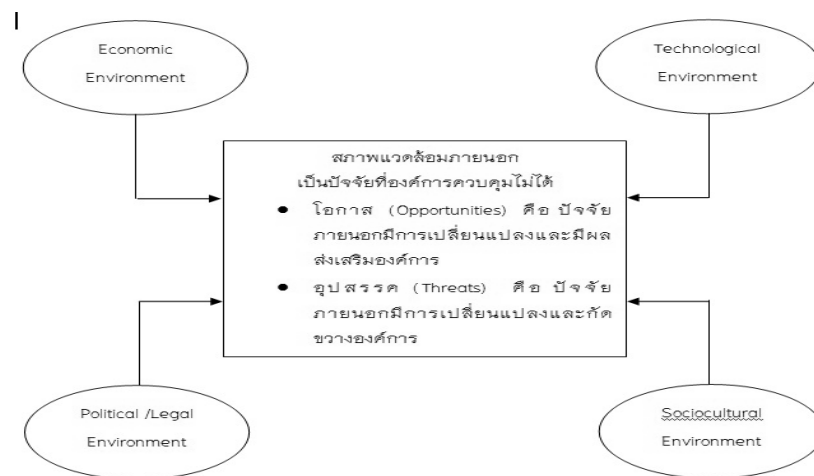 Economic
Environment
Technological
Environment
สภาพแวดล้อมภายนอก
เป็นปัจจัยที่องค์การควบคุมไม่ได้
● โอกาส (Opportunities) คือ ปัจจัย
ภายนอกมีการเปลี่ยนแปลงและมีผล
ส่งเสริมองค์การ
● อุปสรรค (Threats) คือ ปัจจัย
ภายนอกมีการเปลี่ยนแปลงและกีด
ขวางองค์การ
Political /Legal
Environment
Sociocultural
Environment